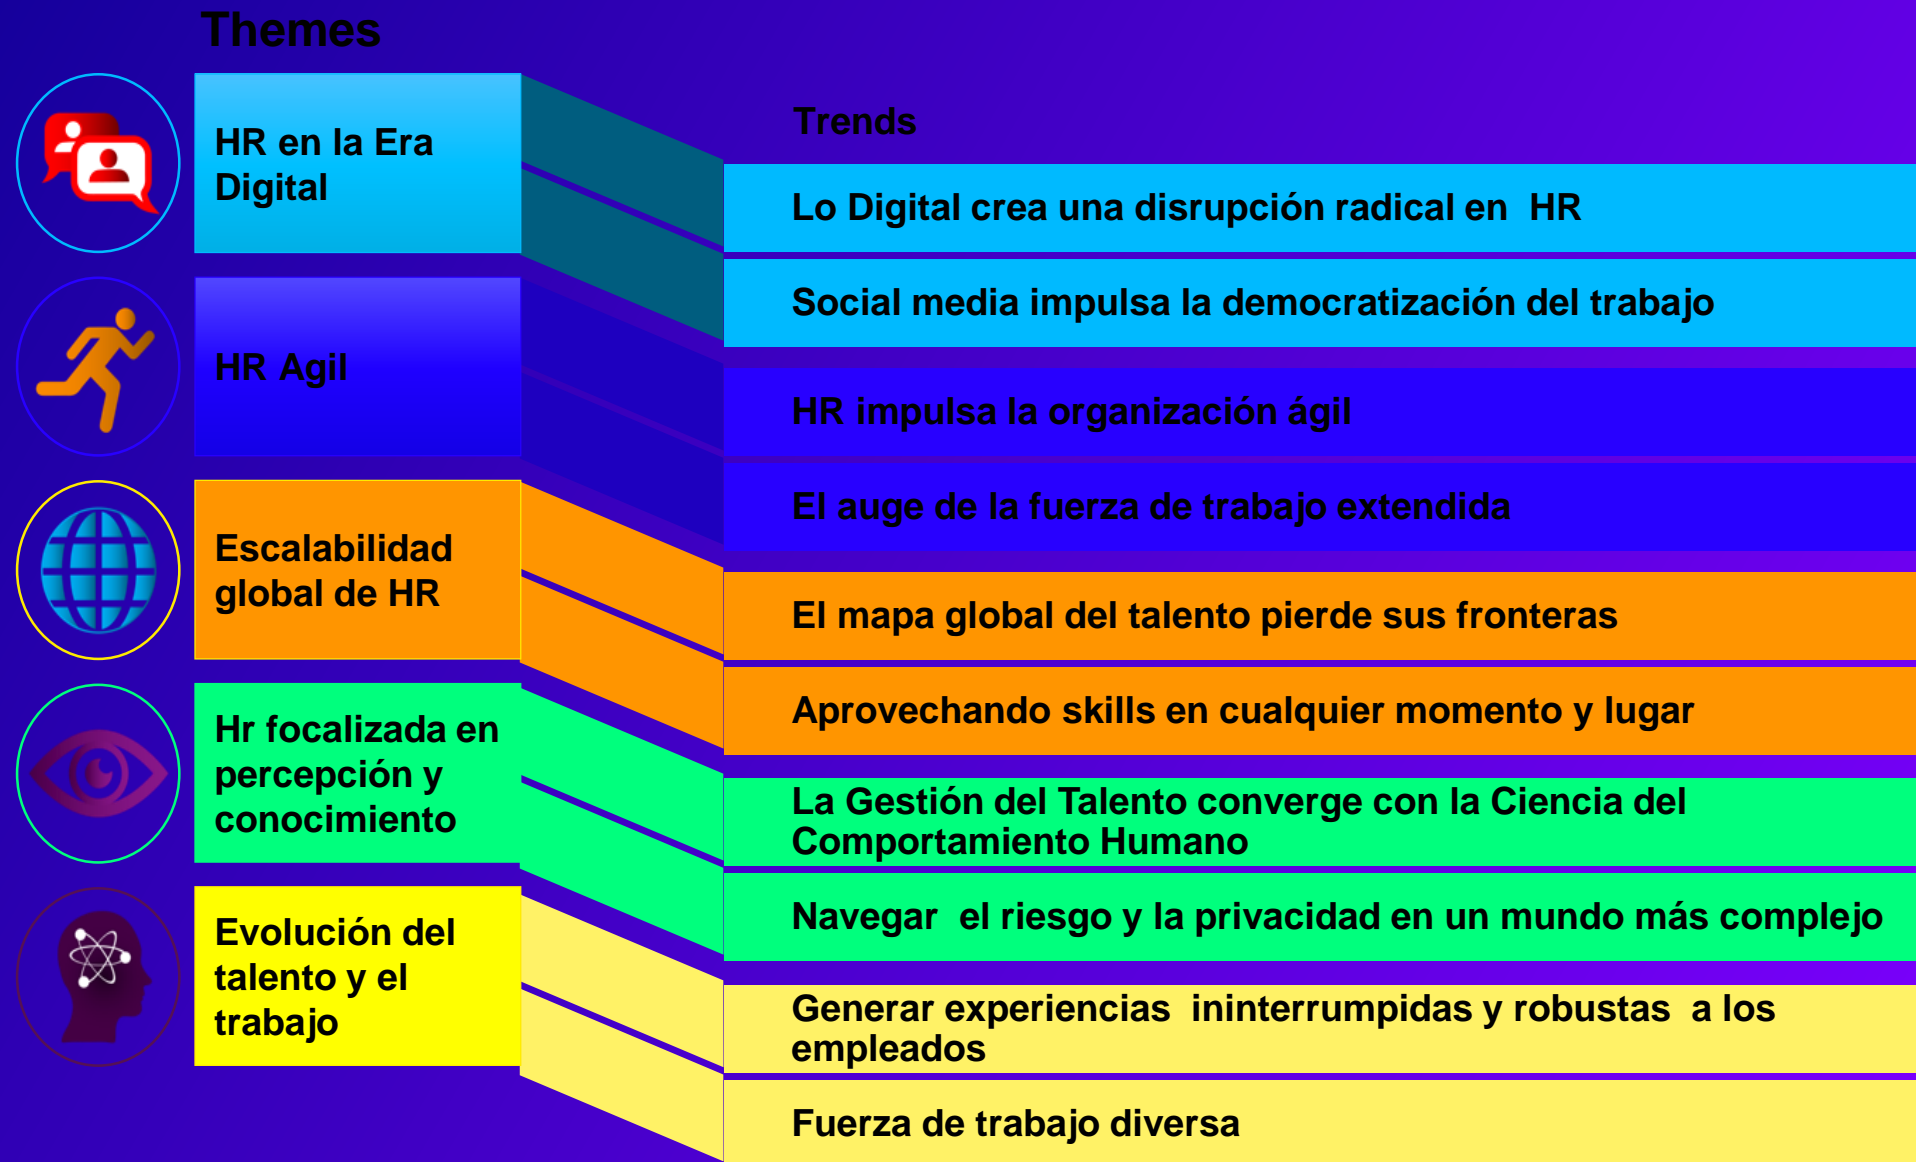 Themes
HR en la Era
Digital
HR Agil
Escalabilidad
global de HR
Hr focalizada en
percepción y
conocimiento
Evolución del
talento y el
trabajo
Trends
Lo Digital crea una disrupción radical en  HR
Social media impulsa la democratización del trabajo
HR impulsa la organización ágil
El auge de la fuerza de trabajo extendida
El mapa global del talento pierde sus fronteras
Aprovechando skills en cualquier momento y lugar
La Gestión del Talento converge con la Ciencia del
Comportamiento Humano
Navegar  el riesgo y la privacidad en un mundo más complejo
Generar experiencias  ininterrumpidas y robustas  a los
empleados
Fuerza de trabajo diversa